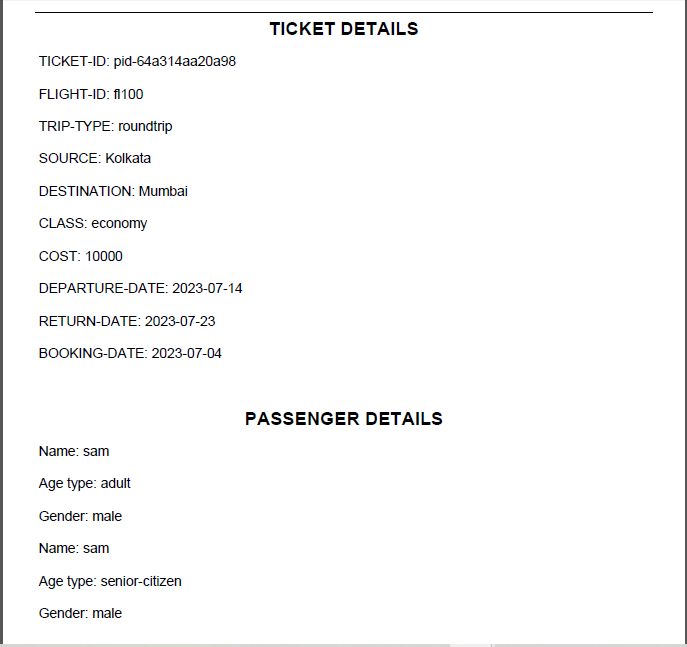 TICKET DETAILS
TICKET-ID: pid-64a314aa20a98
FLIGHT-ID: fl100
TRIP-TYPE: roundtrip
SOURCE: Kolkata
DESTINATION: Mumbai
CLASS: economy
COST: 10000
DEPARTURE-DATE: 2023-07-14
RETURN-DATE: 2023-07-23
BOOKING-DATE: 2023-07-04
PASSENGER DETAILS
Name: sam
Age type: adult
Gender: male
Name: sam
Age type: senior-citizen
Gender: male